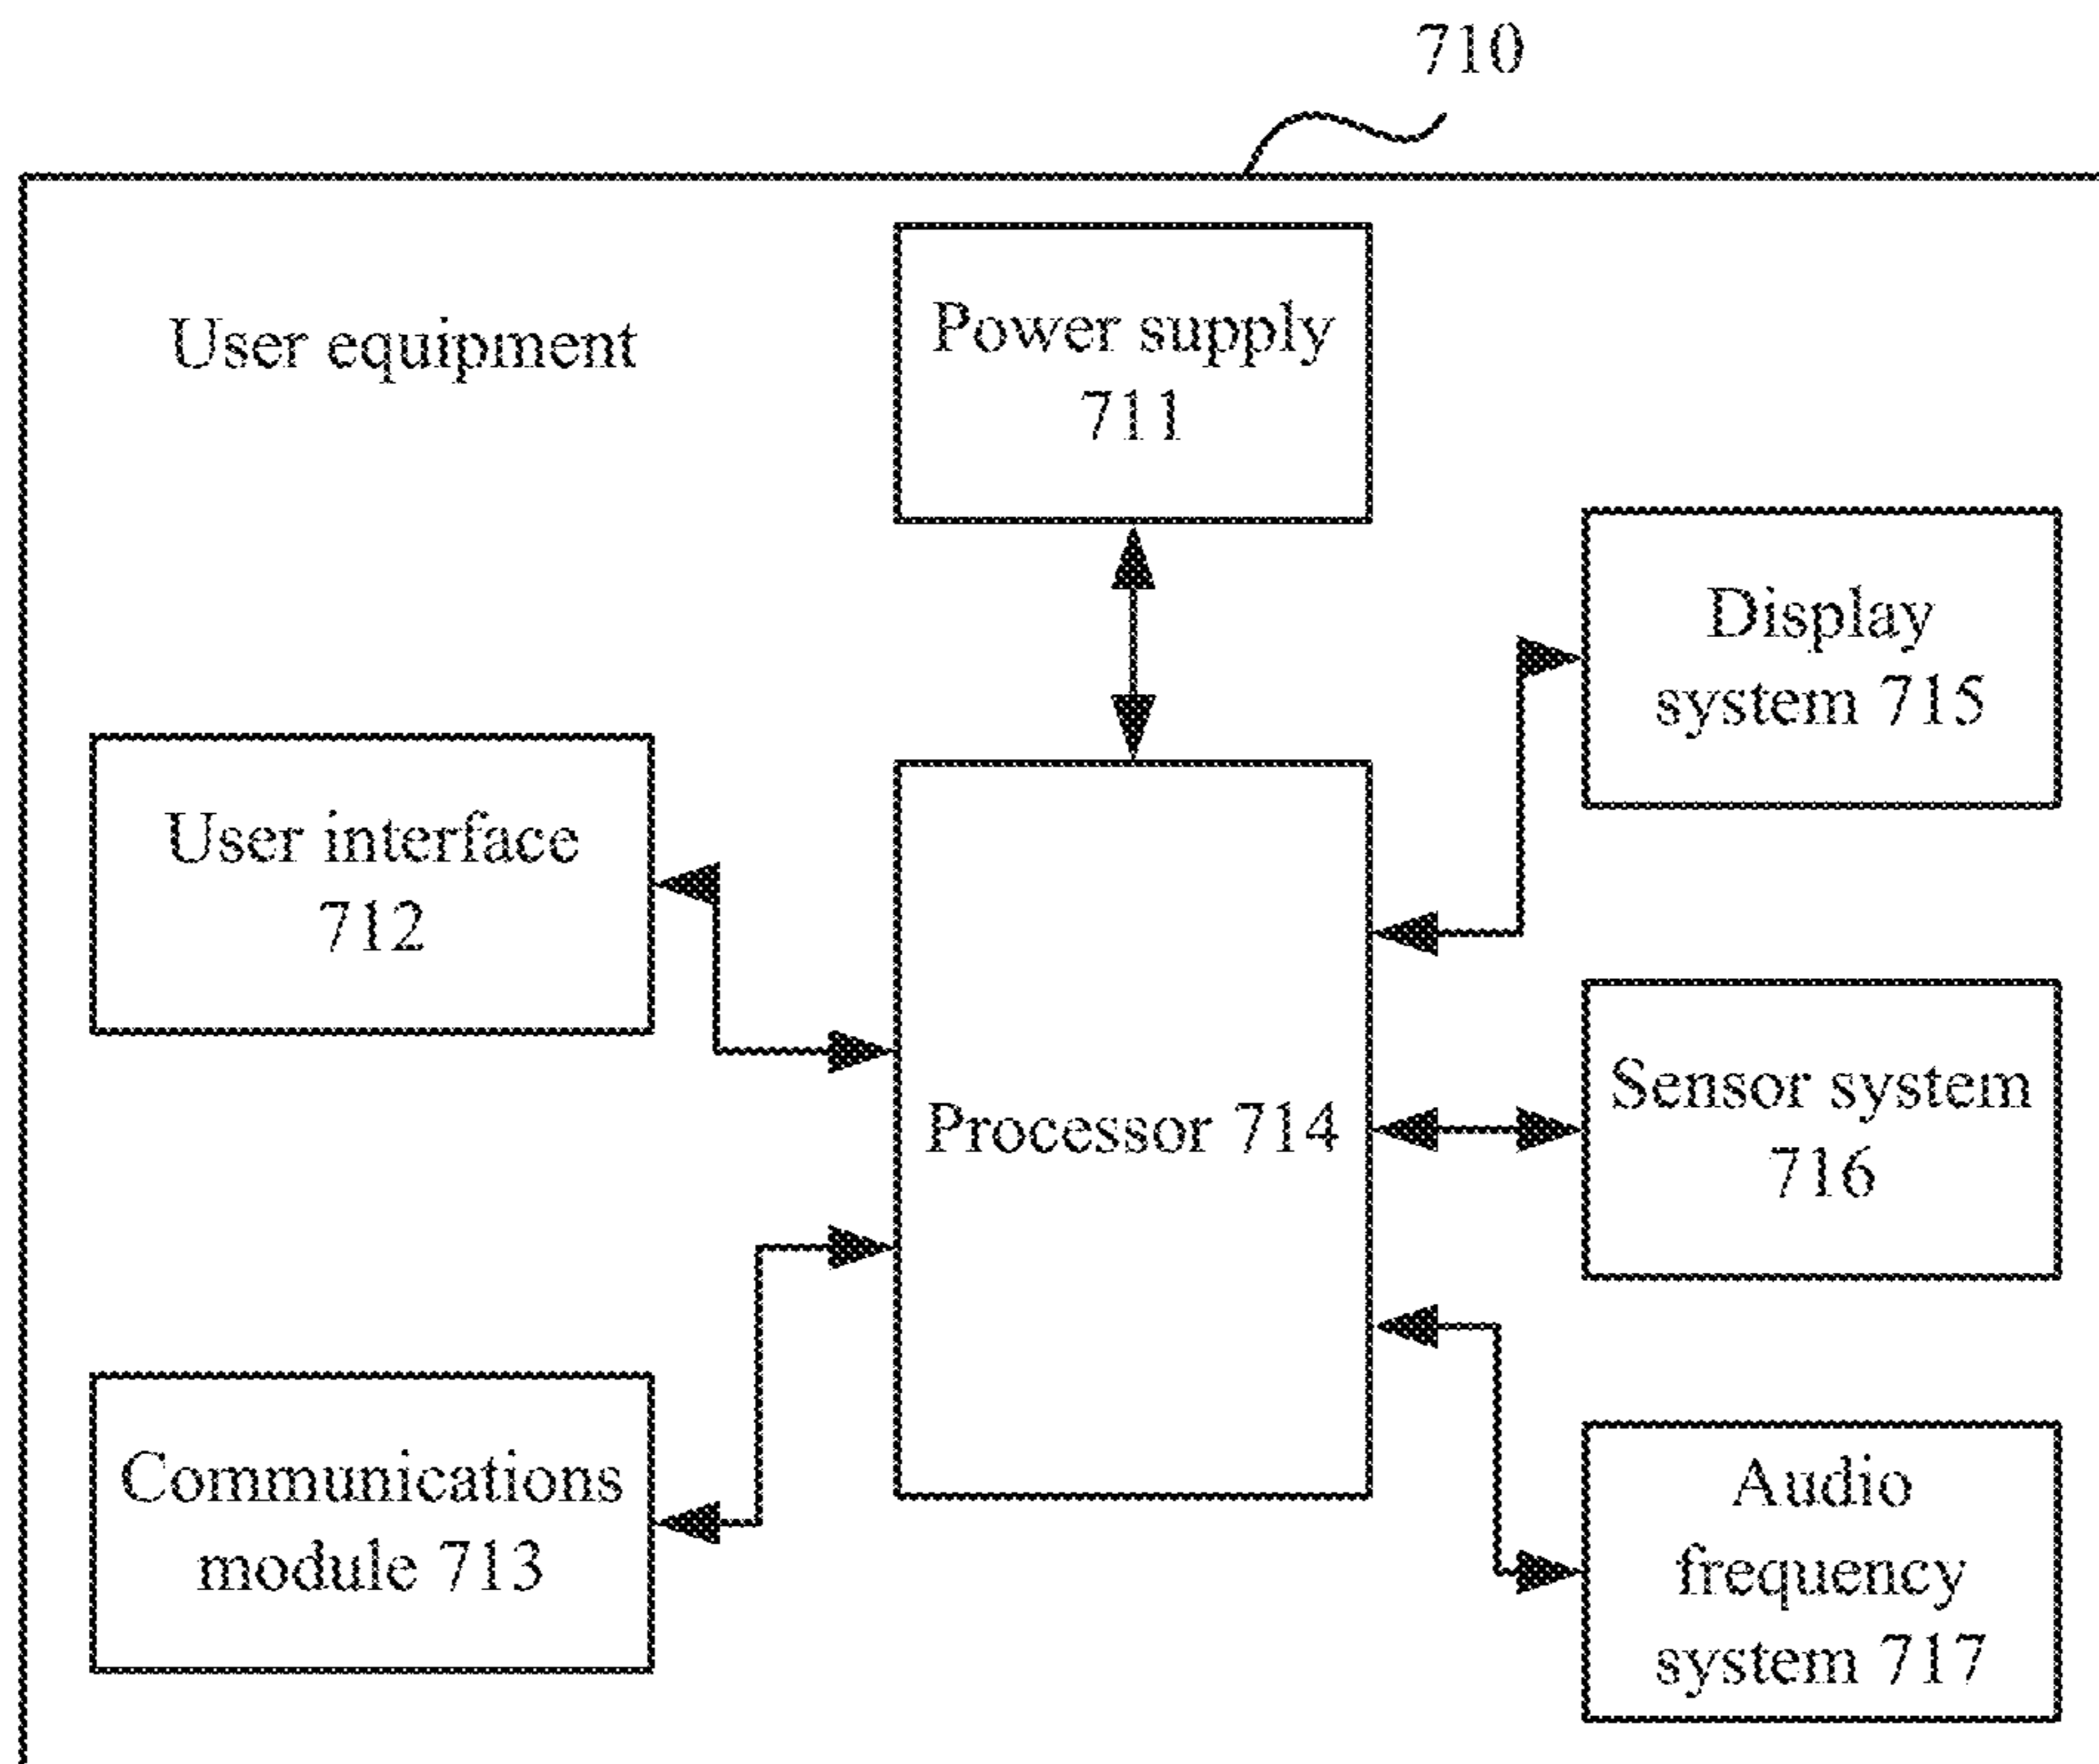 710
User equipment
Power supply
711
Display
system 715
User interface
712
Processor 714
Sensor system
716
Communications
module 713
Audio
frequency
system 717